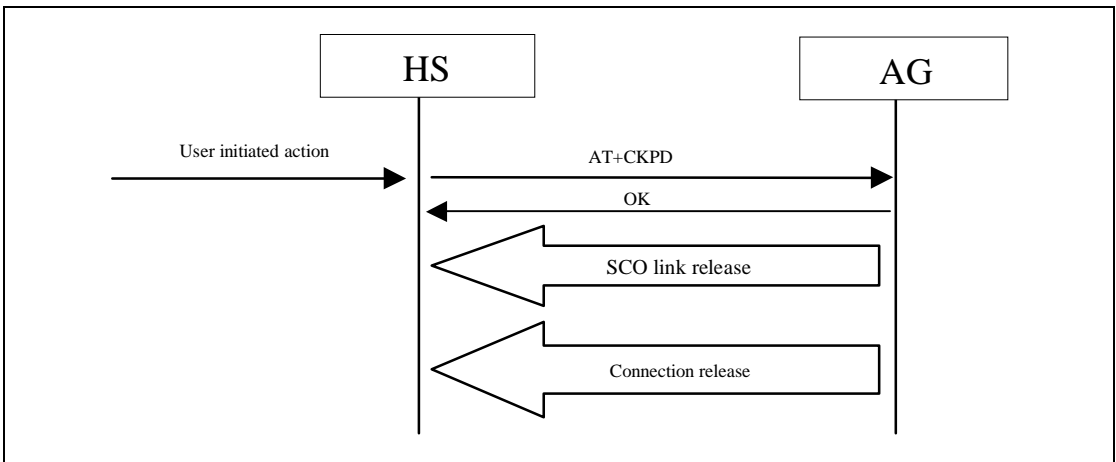 HS
AG
User initiated action
AT+CKPD
OK
SCO link release
Connection release